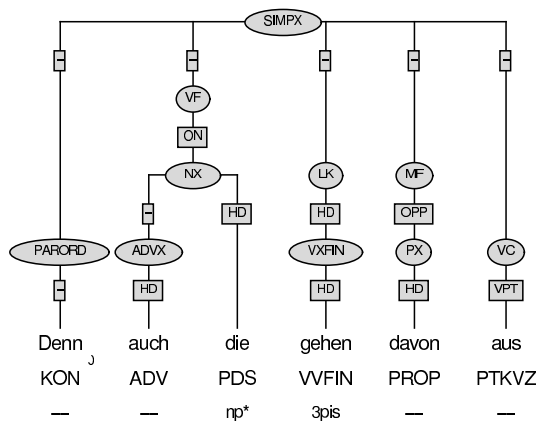 SIMPX
– – – – –
VF
ON
NX LK MF
– HD HD OPP
PARORD ADVX VXFIN PX VC
– HD HD HD VPT
Denn auch die gehen davon aus
J
KON ADV PDS VVFIN PROP PTKVZ
–– –– np* 3pis –– ––